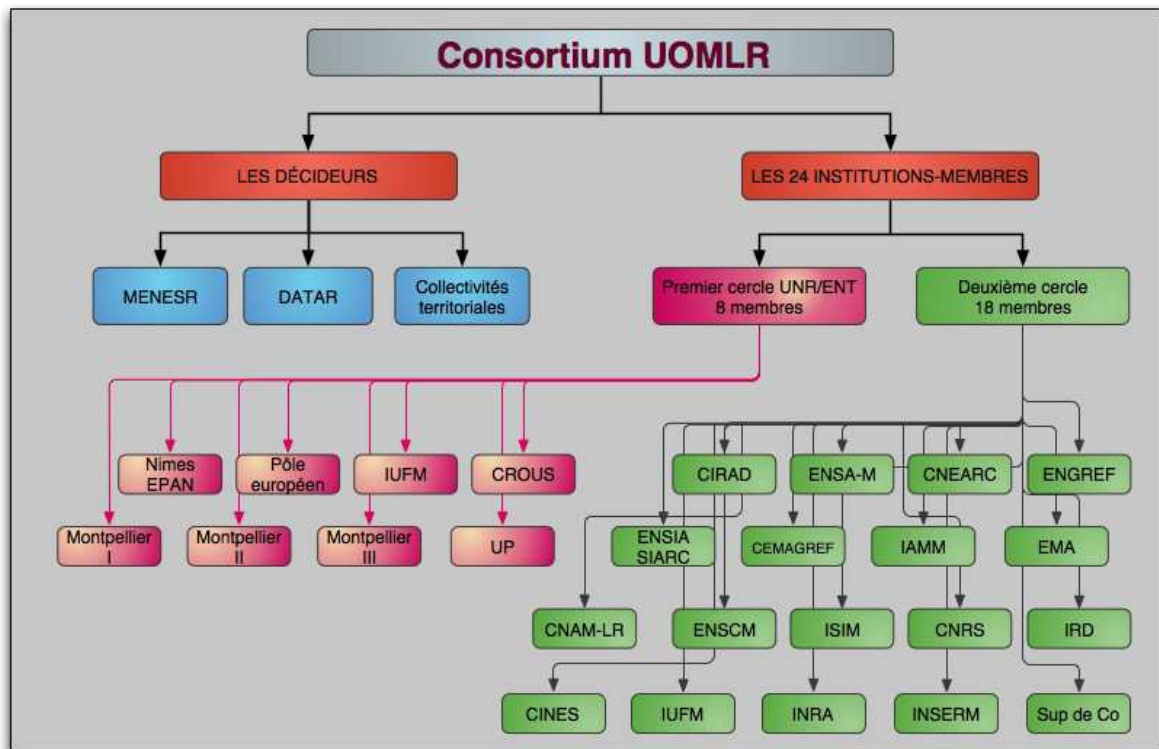 Consortium UOMLR
LES DÉCIDEURS
LES 24 INSTITUTIONS-MEMBRES
MENESR
DATAR
Collectivités
territoriales
Premier cercle UNR/ENT
8 membres
Deuxième cercle
18 membres
Nimes
EPAN
Pôle
européen
IUFM
CROUS
CIRAD
ENSA-M
CNEARC
ENGREF
Montpellier
I
Montpellier
II
Montpellier
III
UP
ENSIA
SIARC
CEMAGREF
IAMM
EMA
CNAM-LR
ENSCM
ISIM
CNRS
IRD
CINES
IUFM
INRA
INSERM
Sup de Co